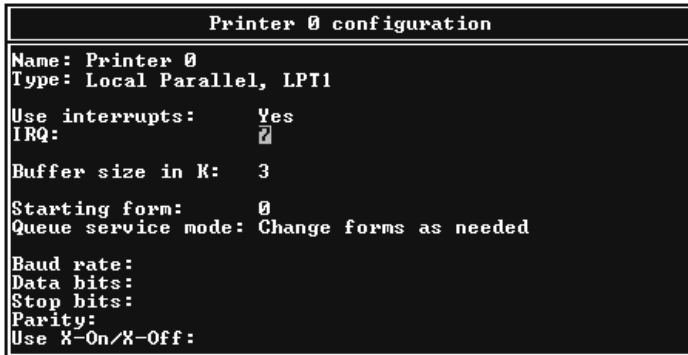 Printer 0 configuration
Name: Printer 0
Type: Local Parallel, LPT1
Use interrupts: Yes
IRQ: 7
Buffer size in K: 3
Starting form: 0
Queue service mode: Change forms as needed
Baud rate:
Data bits:
Stop bits:
Parity:
Use X-On/X-Off: